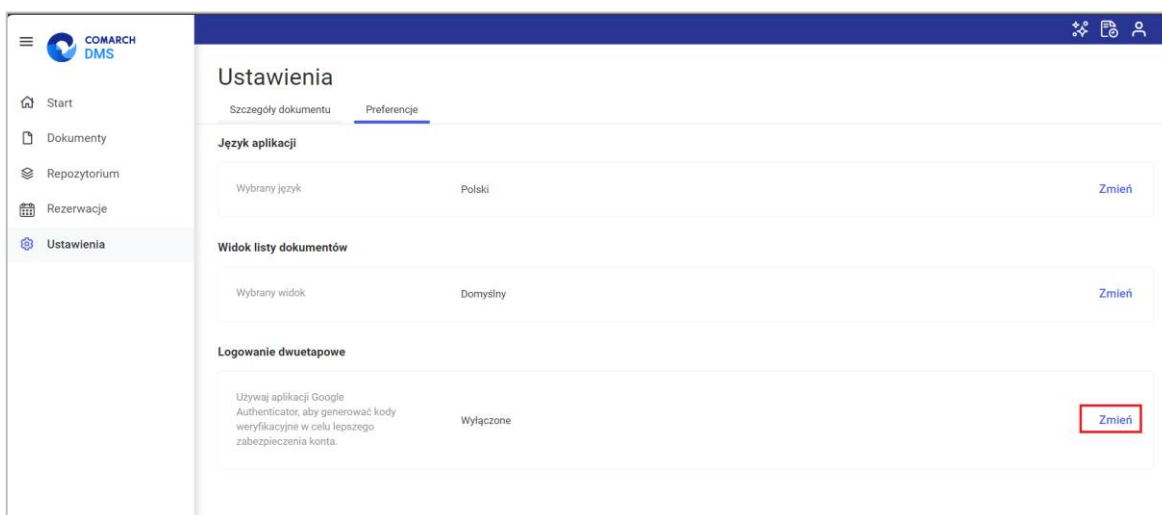 COMARCH
DMS
Start
Dokumenty
Repozytorium
Rezerwacje
Ustawienia
Ustawienia
Szczegóły dokumentu
Preferencje
Język aplikacji
Wybrany język
Polski
Zmień
Widok listy dokumentów
Wybrany widok
Domyślny
Zmień
Logowanie dwuetapowe
Używaj aplikacji Google
Authenticator, aby generować kody
weryfikacyjne w celu lepszego
zabezpieczenia konta.
Wyłączone
Zmień